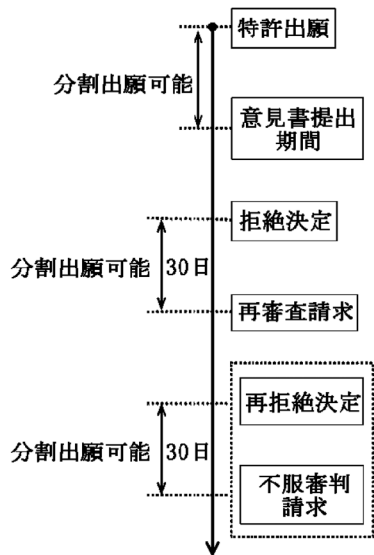 特許出願
分割出願可能
意見書提出
期間
拒絶決定
分割出願可能 30日
再審査請求
再拒絶決定
分割出願可能 30日
不服審判
請求